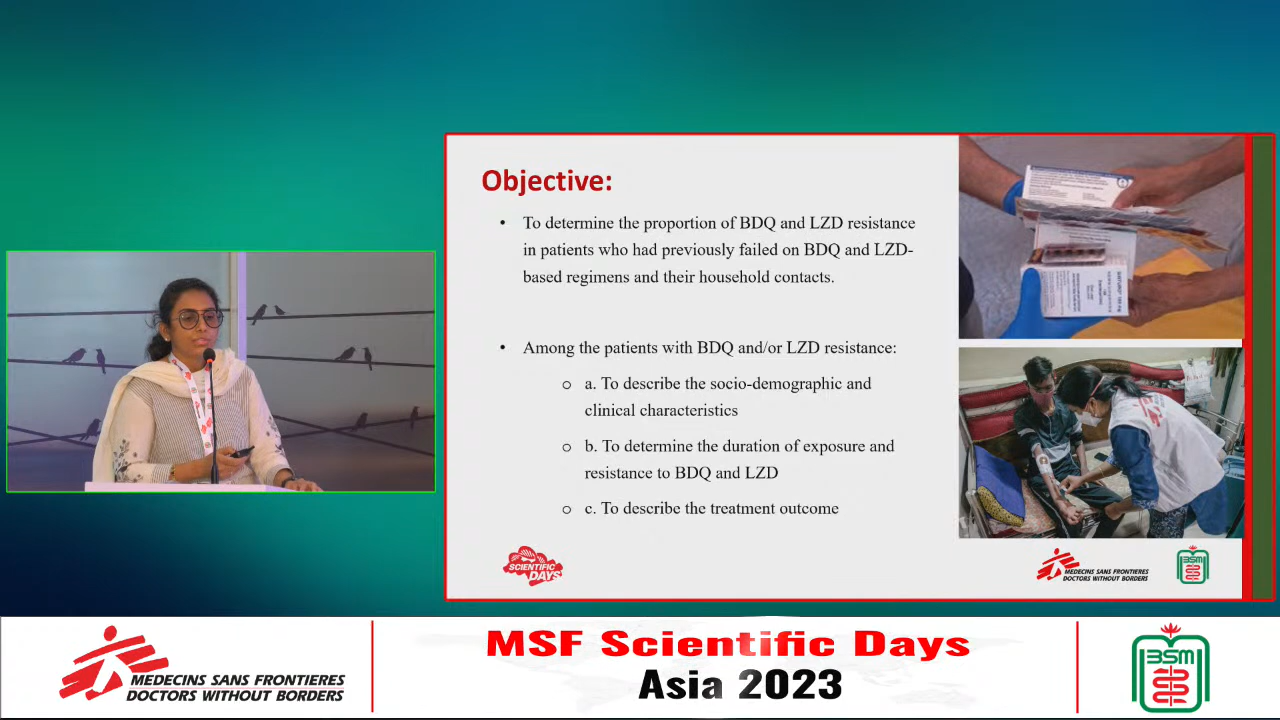 Objective:
• To determine the proportion of BDQ and LZD resistance
in patients who had previously failed on BDQ and LZD-
based regimens and their household contacts.
• Among the patients with BDQ and/or LZD resistance:
o a. To describe the socio-demographic and
clinical characteristics
o b. To determine the duration of exposure and
resistance to BDQ and LZD
o c. To describe the treatment outcome
SCIENTIFIC
DAYS
MEDECINS SANS FRONTIERES
DOCTORS WITHOUT BORDERS
BSM
MEDECINS SANS FRONTIERES
DOCTORS WITHOUT BORDERS
MSF Scientific Days
Asia 2023
BSM